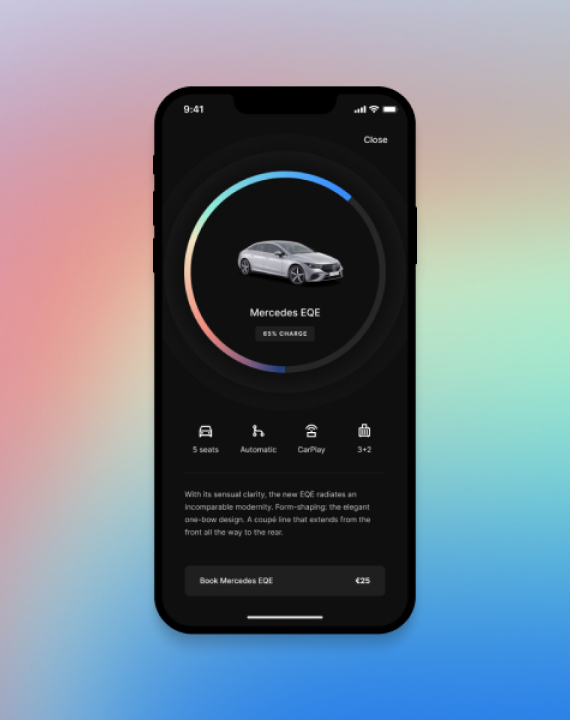 9:41
Close
Mercedes EQE
65% CHARGE
5 seats
Automatic
CarPlay
3+2
With its sensual clarity, the new EQE radiates an
incomparable modernity. Form-shaping: the elegant
one-bow design. A coupé line that extends from the
front all the way to the rear.
Book Mercedes EQE
€25